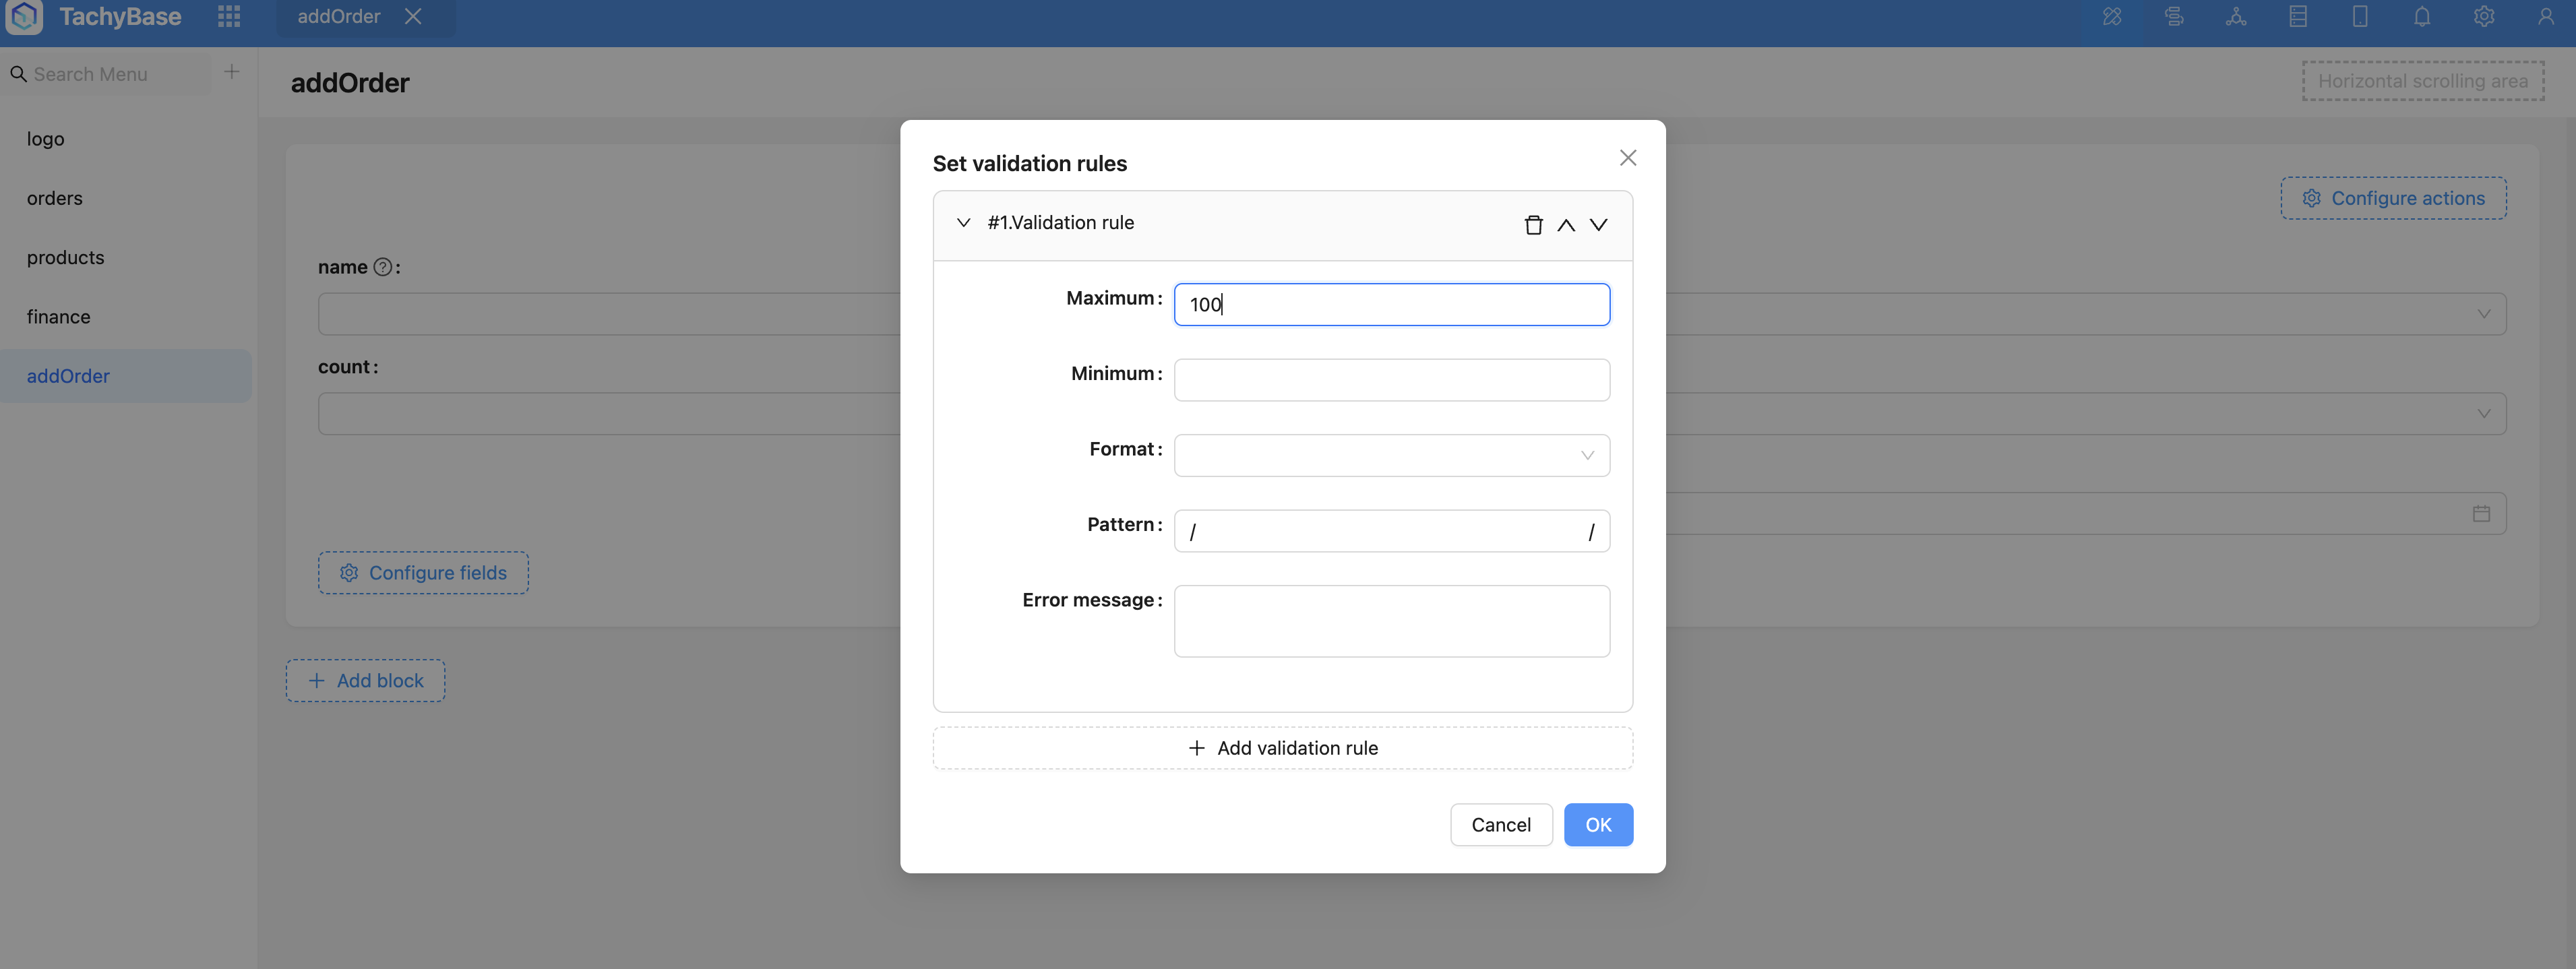 TachyBase
addOrder
Search Menu
addOrder
Horizontal scrolling area
logo
orders
products
finance
addOrder
Configure actions
name ? :
count :
Configure fields
Add block
Set validation rules
#1.Validation rule
Maximum : 100
Minimum :
Format :
Pattern : / /
Error message :
+ Add validation rule
Cancel OK